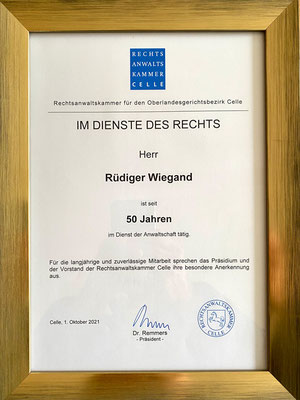 RECHTS
ANWALTS
KAMMER
CELLE
Rechtsanwaltskammer für den Oberlandesgerichtsbezirk Celle
IM DIENSTE DES RECHTS
Herr
Rüdiger Wiegand
ist seit
50 Jahren
im Dienst der Anwaltschaft tätig.
Für die langjährige und zuverlässige Mitarbeit sprechen das Präsidium und
der Vorstand der Rechtsanwaltskammer Celle ihre besondere Anerkennung
aus.
Celle, 1. Oktober 2021
Dr. Remmers
- Präsident -
RECHTSANWALTSKAMMER
CELLE